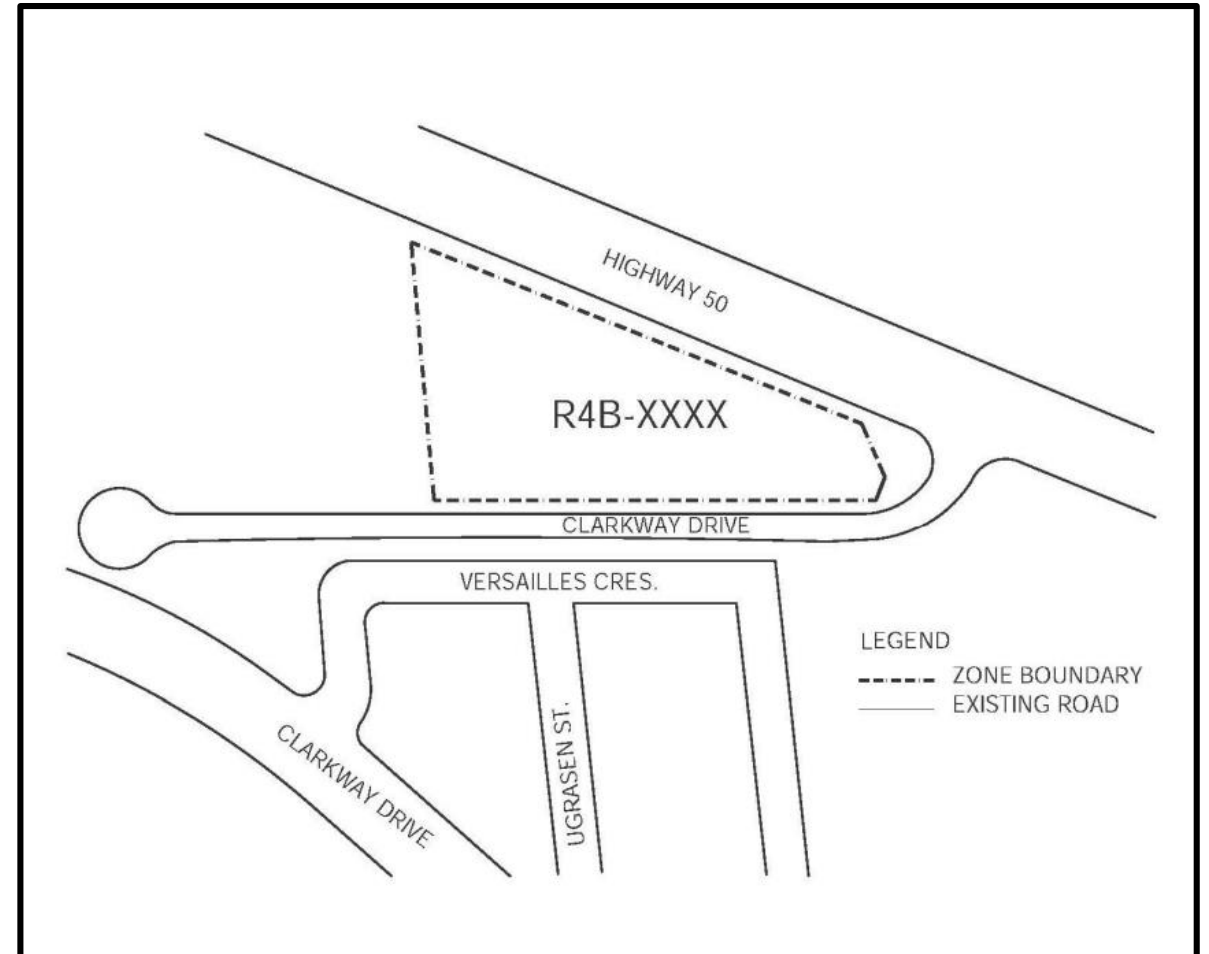 HIGHWAY 50
R4B-XXXX
CLARKWAY DRIVE
VERSAILLES CRES.
LEGEND
ZONE BOUNDARY
EXISTING ROAD
UGRASEN ST.
CLARKWAY DRIVE